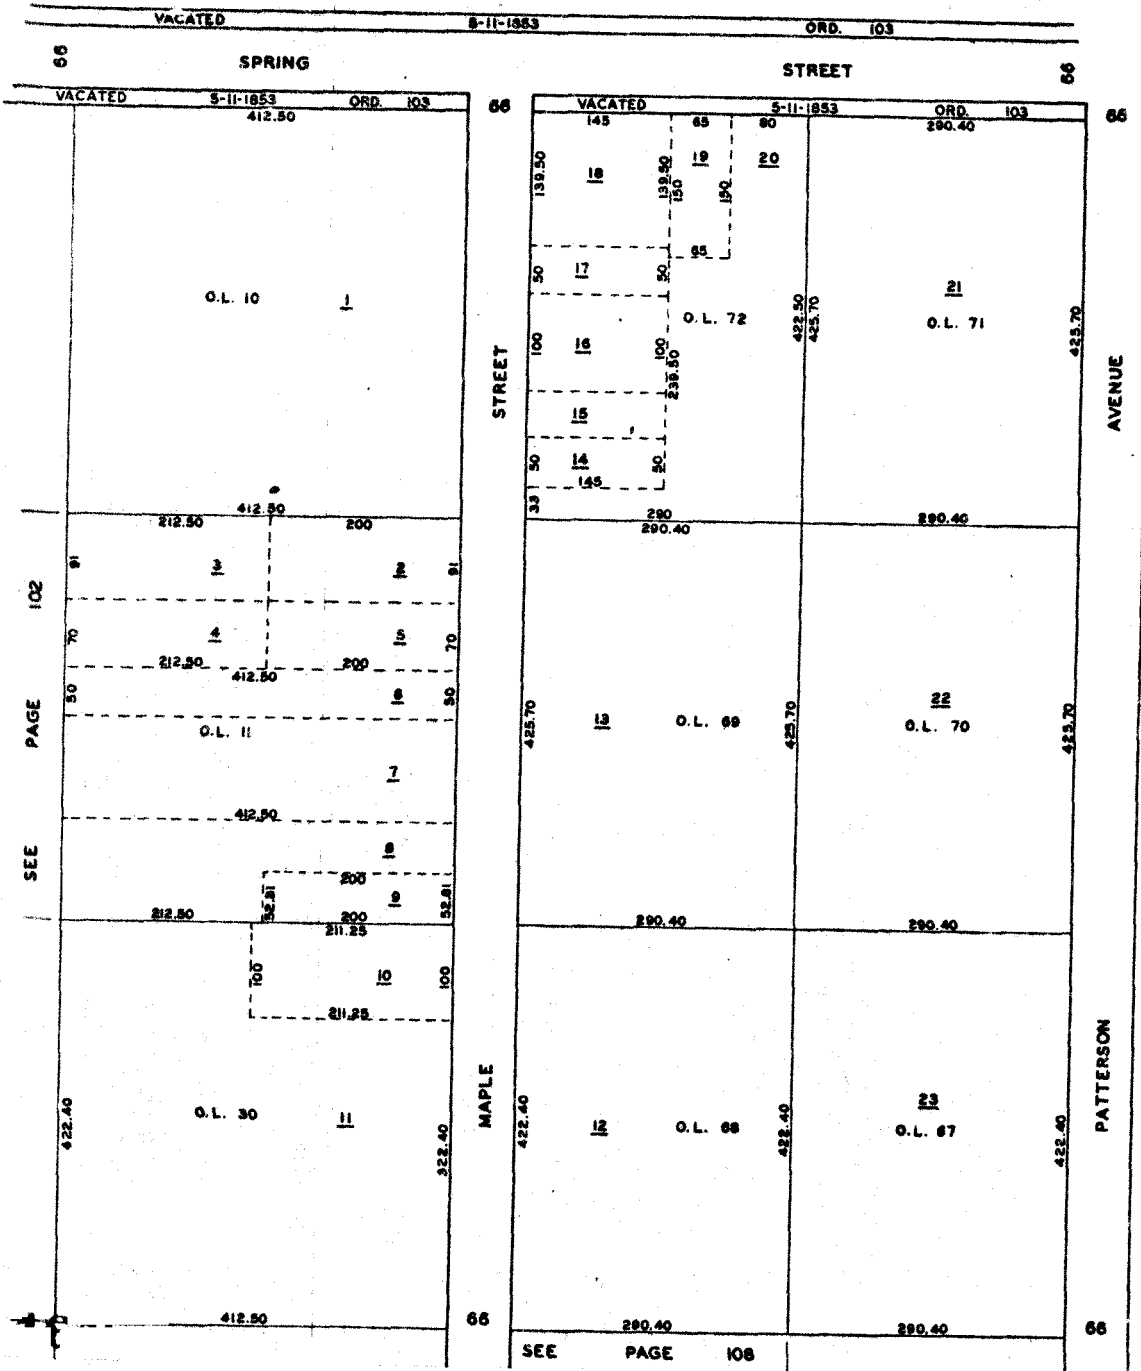 VACATED 5-11-1853 ORD. 103
66 SPRING STREET 66
VACATED 5-11-1853 ORD. 103
412.50
66
VACATED 5-11-1853 ORD. 103
145 65 80 290.40
66
139.50 18 139.50 150 19 150 20
65
50 17 50
O.L. 10 1
O.L. 72 422.50 425.70
21
O.L. 71 425.70
100 16 100 239.50
STREET
AVENUE
15
50 14 50
145
33
412.50
212.50 200
290
290.40
290.40
91 3 2 91
70 4 5 70
212.50 412.50 200
50 6 50
O.L. 11
7
412.50
8
200
52.81 9 52.81
212.50 200
SEE PAGE 102
425.70 13 O.L. 69 425.70
22
O.L. 70 425.70
290.40 290.40
211.25
100 10 100
211.25
422.40 O.L. 30 11 322.40
MAPLE
422.40 12 O.L. 68 422.40
23
O.L. 67 422.40
PATTERSON
412.50 66
290.40 290.40 66
SEE PAGE 108